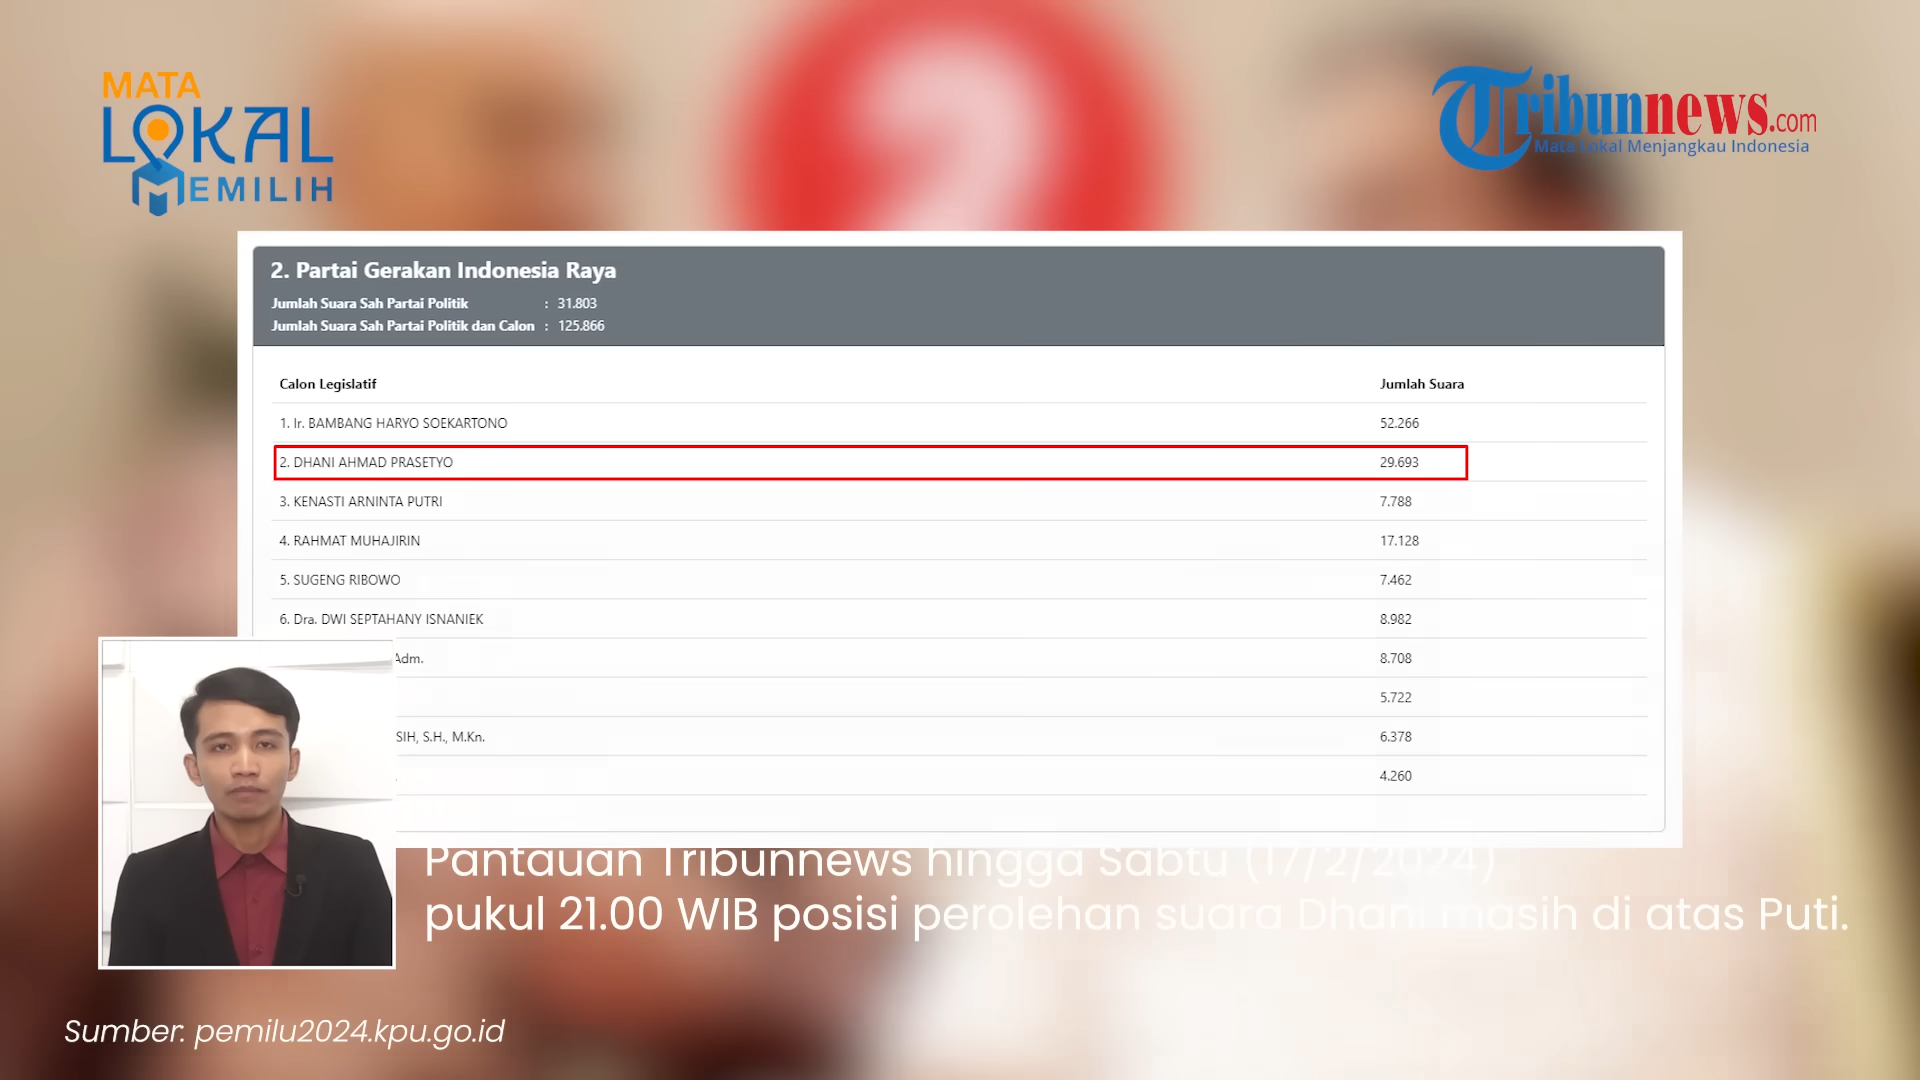 MATA
LOKAL
MEMILIH
Tribunnews.com
Mata Lokal Menjangkau Indonesia
2
2. Partai Gerakan Indonesia Raya
Jumlah Suara Sah Partai Politik : 31.803
Jumlah Suara Sah Partai Politik dan Calon : 125.866
Calon Legislatif Jumlah Suara
1. Ir. BAMBANG HARYO SOEKARTONO 52.266
2. DHANI AHMAD PRASETYO 29.693
3. KENASTI ARNINTA PUTRI 7.788
4. RAHMAT MUHAJIRIN 17.128
5. SUGENG RIBOWO 7.462
6. Dra. DWI SEPTAHANY ISNANIEK 8.982
Adm. 8.708
5.722
SIH, S.H., M.Kn. 6.378
4.260
Pantauan Tribunnews hingga Sabtu (17/2/2024)
pukul 21.00 WIB posisi perolehan suara Dhani masih di atas Puti.
Sumber: pemilu2024.kpu.go.id